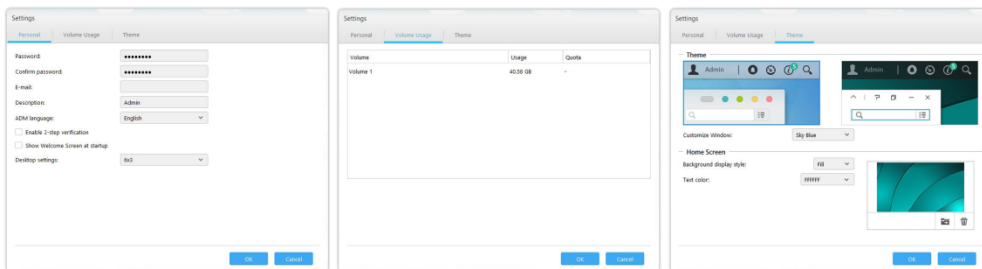 Settings
Personal Volume Usage Theme
Password:
Confirm password:
E-mail:
Description: Admin
ADM language: English
Enable 2-step verification
Show Welcome Screen at startup
Desktop settings: 6x3
OK Cancel
Settings
Personal Volume Usage Theme
Volume Usage Quota
Volume 1 40.58 GB -
OK Cancel
Settings
Personal Volume Usage Theme
Theme
Admin
Admin
Customize Window: Sky Blue
Home Screen
Background display style: Fill
Text color: FFFFFF
OK Cancel